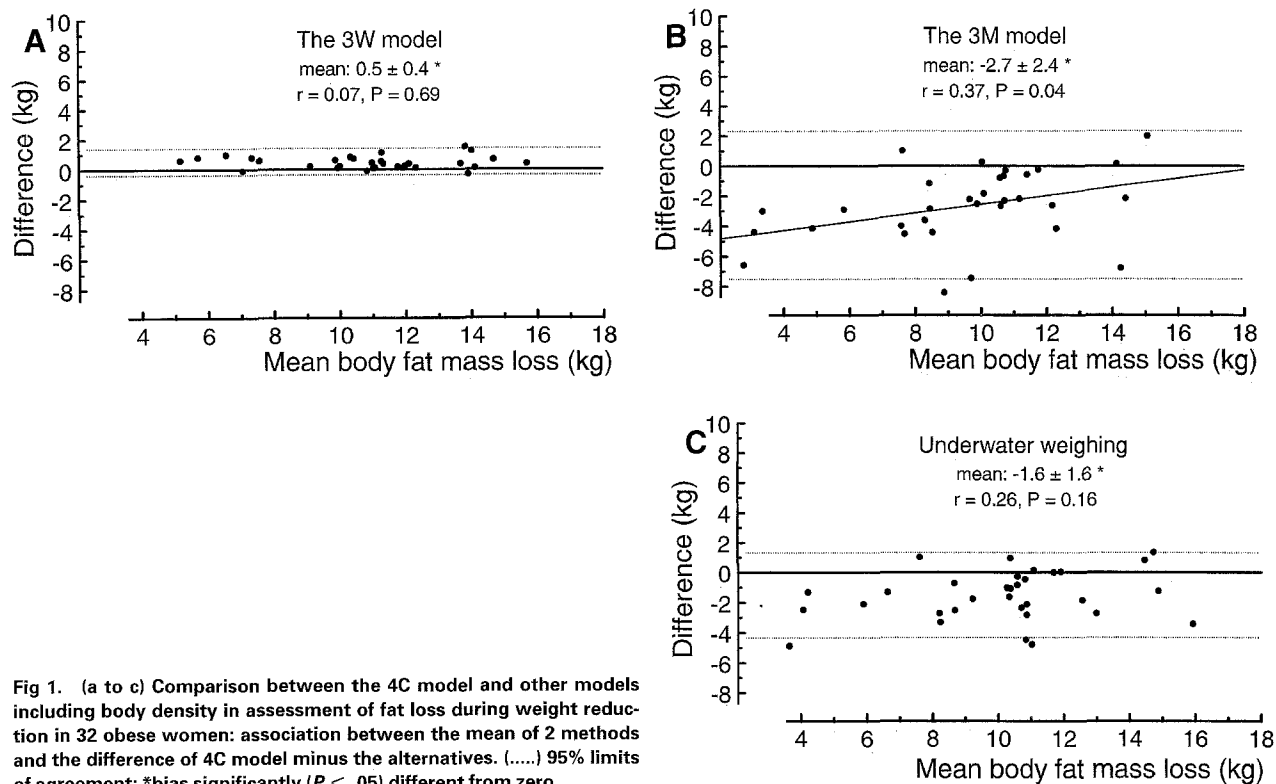 A
The 3W model
mean: 0.5 ± 0.4 *
r = 0.07, P = 0.69
Difference (kg)
10
8
6
4
2
0
-2
-4
-6
-8
4 6 8 10 12 14 16 18
Mean body fat mass loss (kg)
B
The 3M model
mean: -2.7 ± 2.4 *
r = 0.37, P = 0.04
Difference (kg)
10
8
6
4
2
0
-2
-4
-6
-8
4 6 8 10 12 14 16 18
Mean body fat mass loss (kg)
C
Underwater weighing
mean: -1.6 ± 1.6 *
r = 0.26, P = 0.16
Difference (kg)
10
8
6
4
2
0
-2
-4
-6
-8
4 6 8 10 12 14 16 18
Mean body fat mass loss (kg)
Fig 1. (a to c) Comparison between the 4C model and other models
including body density in assessment of fat loss during weight reduc-
tion in 32 obese women: association between the mean of 2 methods
and the difference of 4C model minus the alternatives. (.....) 95% limits
of agreement; *bias significantly (P < .05) different from zero.